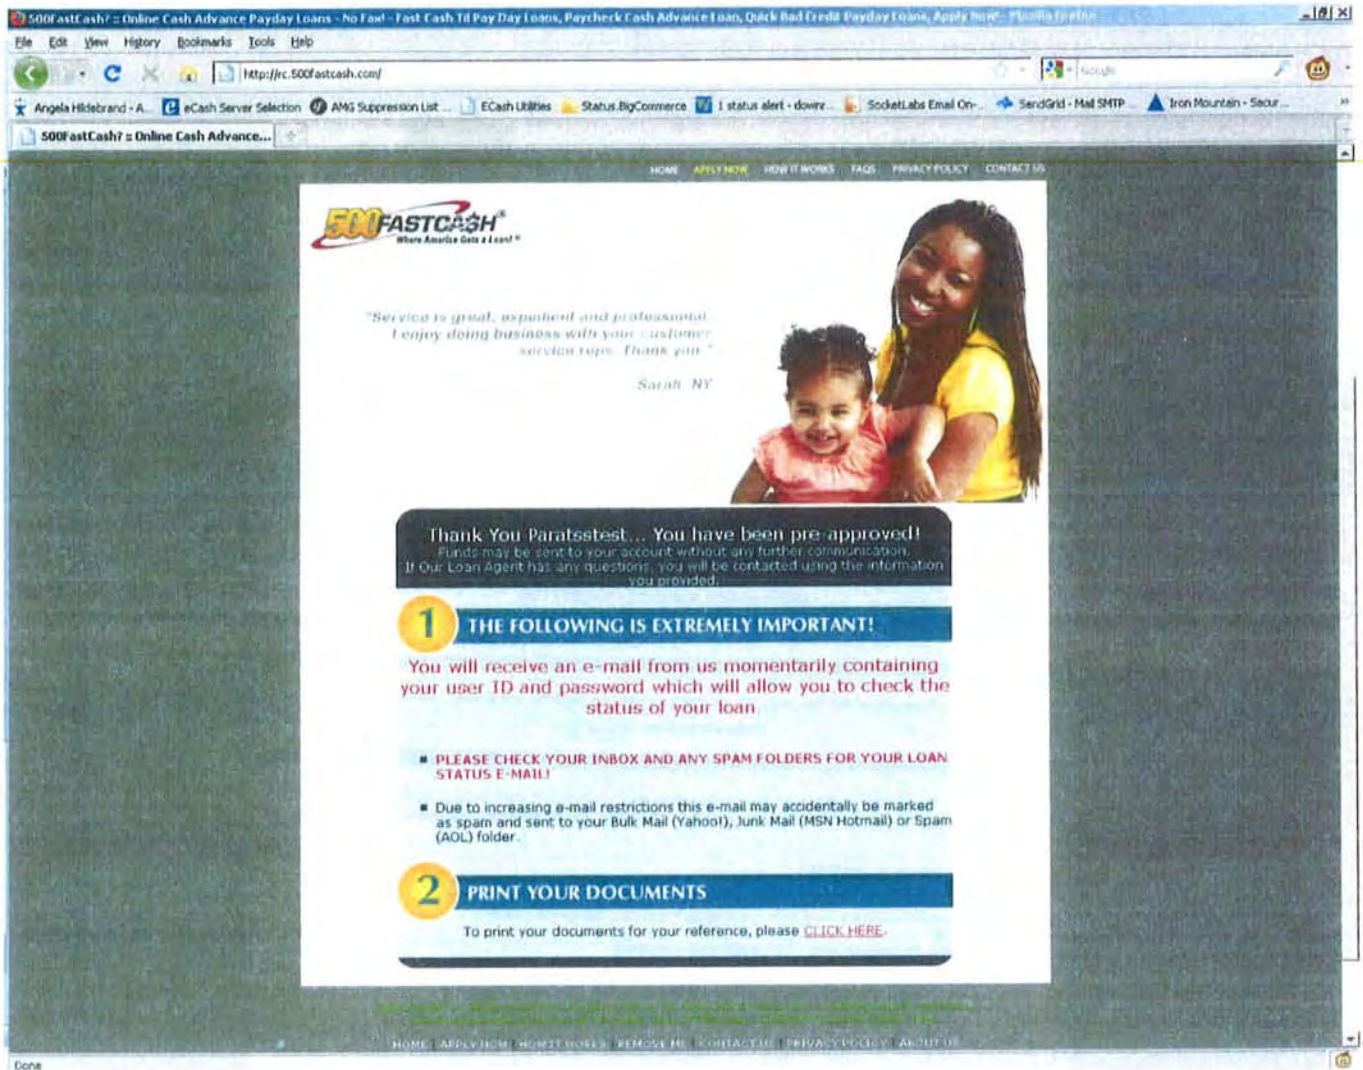 500FastCash? :: Online Cash Advance Payday Loans - No Fax! - Fast Cash Til Pay Day Loans, Paycheck Cash Advance Loan, Quick Bad Credit Payday Loans, Apply Now! - Mozilla Firefox
File Edit View History Bookmarks Tools Help
http://rc.500fastcash.com/
Google
Angela Hildebrand - A... eCash Server Selection AMG Suppression List ... ECash Utilities Status.BigCommerce 1 status alert - downr... SocketLabs Email On-... SendGrid - Mail SMTP Iron Mountain - Secur...
500FastCash? :: Online Cash Advance...
HOME APPLY NOW HOW IT WORKS FAQS PRIVACY POLICY CONTACT US
500FASTCA$H®
Where America Gets a Loan! ®
"Service is great, expedient and professional.
I enjoy doing business with your customer
service reps. Thank you."
Sarah, NY
Thank You Paratsstest... You have been pre-approved!
Funds may be sent to your account without any further communication.
If Our Loan Agent has any questions, you will be contacted using the information
you provided.
1 THE FOLLOWING IS EXTREMELY IMPORTANT!
You will receive an e-mail from us momentarily containing
your user ID and password which will allow you to check the
status of your loan.
PLEASE CHECK YOUR INBOX AND ANY SPAM FOLDERS FOR YOUR LOAN
STATUS E-MAIL!
Due to increasing e-mail restrictions this e-mail may accidentally be marked
as spam and sent to your Bulk Mail (Yahoo!), Junk Mail (MSN Hotmail) or Spam
(AOL) folder.
2 PRINT YOUR DOCUMENTS
To print your documents for your reference, please CLICK HERE.
HOME | APPLY NOW | HOW IT WORKS | REMOVE ME | CONTACT US | PRIVACY POLICY | ABOUT US
Done